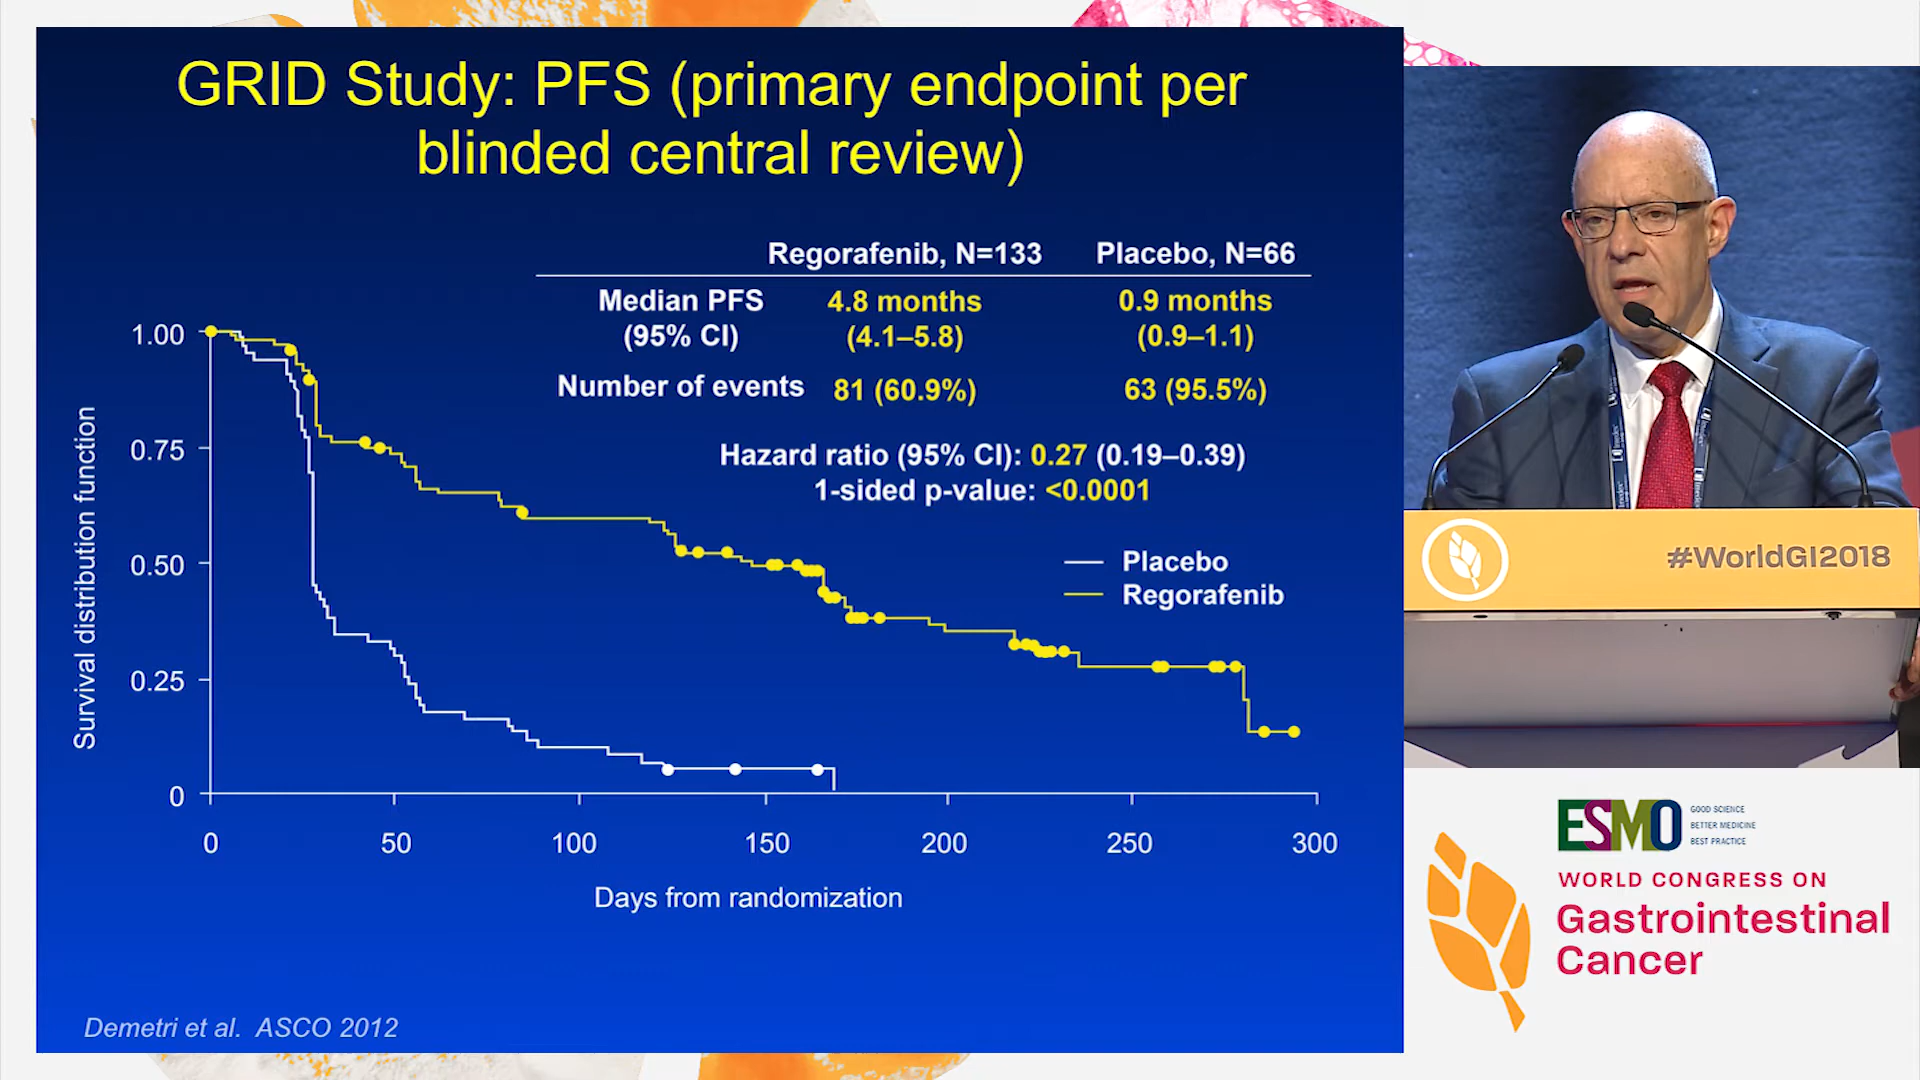 GRID Study: PFS (primary endpoint per
blinded central review)
Regorafenib, N=133 Placebo, N=66
Median PFS 4.8 months 0.9 months
(95% CI) (4.1–5.8) (0.9–1.1)
Number of events 81 (60.9%) 63 (95.5%)
Hazard ratio (95% CI): 0.27 (0.19–0.39)
1-sided p-value: <0.0001
Placebo
Regorafenib
Survival distribution function
1.00
0.75
0.50
0.25
0
0 50 100 150 200 250 300
Days from randomization
Demetri et al. ASCO 2012
#WorldGI2018
ESMO
GOOD SCIENCE
BETTER MEDICINE
BEST PRACTICE
WORLD CONGRESS ON
Gastrointestinal
Cancer